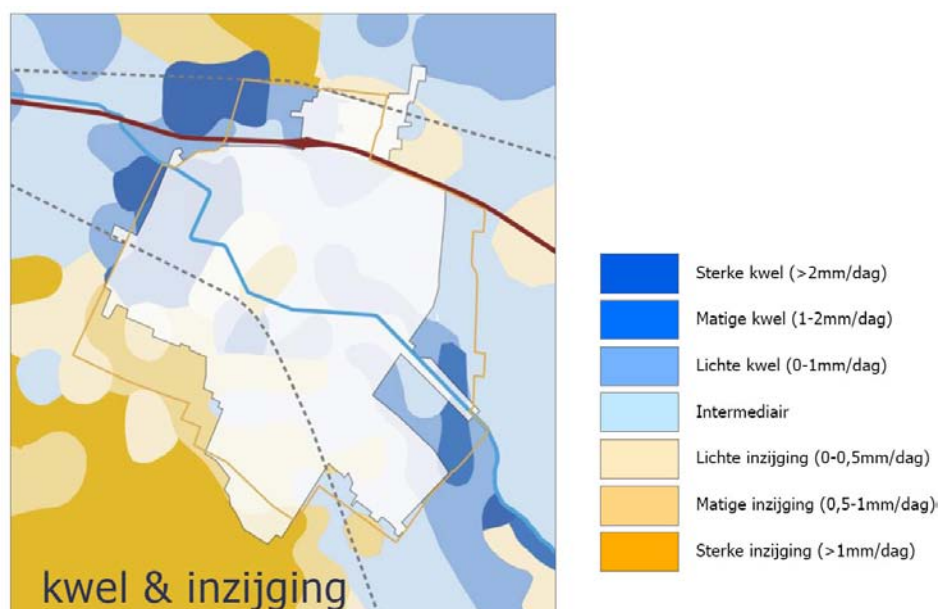 Sterke kwel (>2mm/dag)
Matige kwel (1-2mm/dag)
Lichte kwel (0-1mm/dag)
Intermediair
Lichte inzijging (0-0,5mm/dag)
Matige inzijging (0,5-1mm/dag)
Sterke inzijging (>1mm/dag)
kwel & inzijging